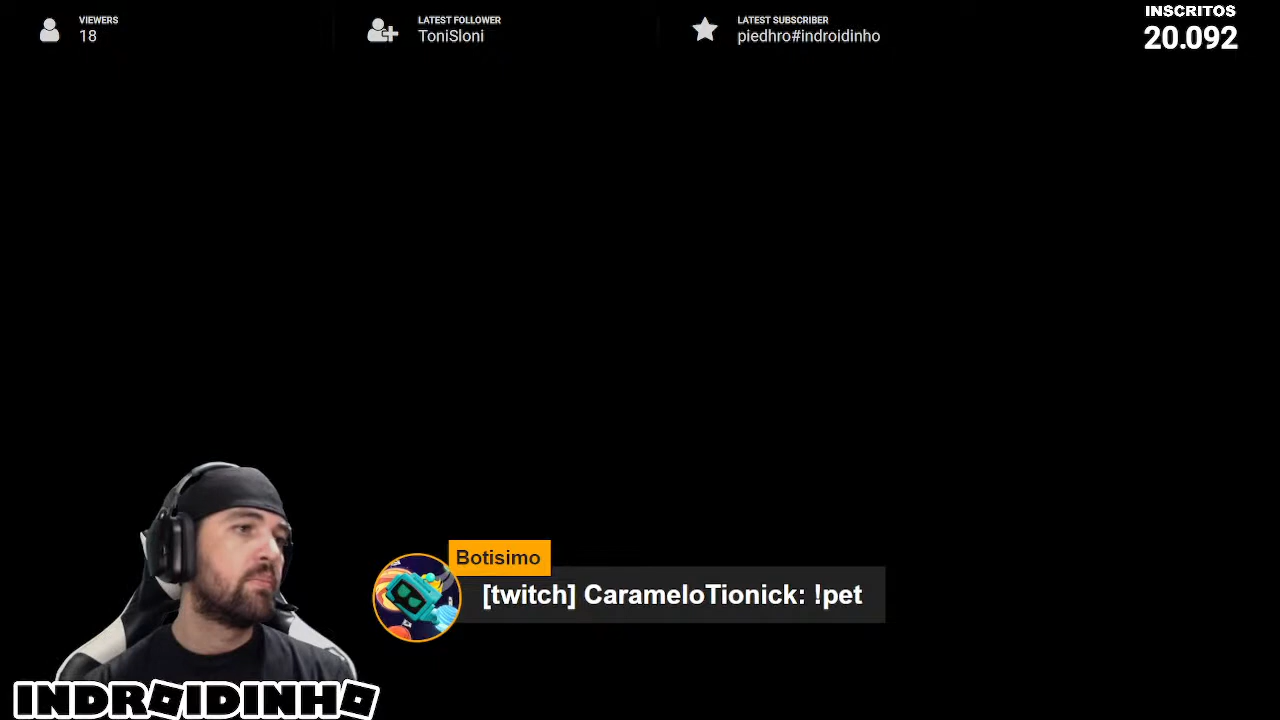 VIEWERS
18
LATEST FOLLOWER
ToniSloni
LATEST SUBSCRIBER
piedhro#indroidinho
INSCRITOS
20.092
Botisimo
[twitch] CarameloTionick: !pet
INDROIDINHO